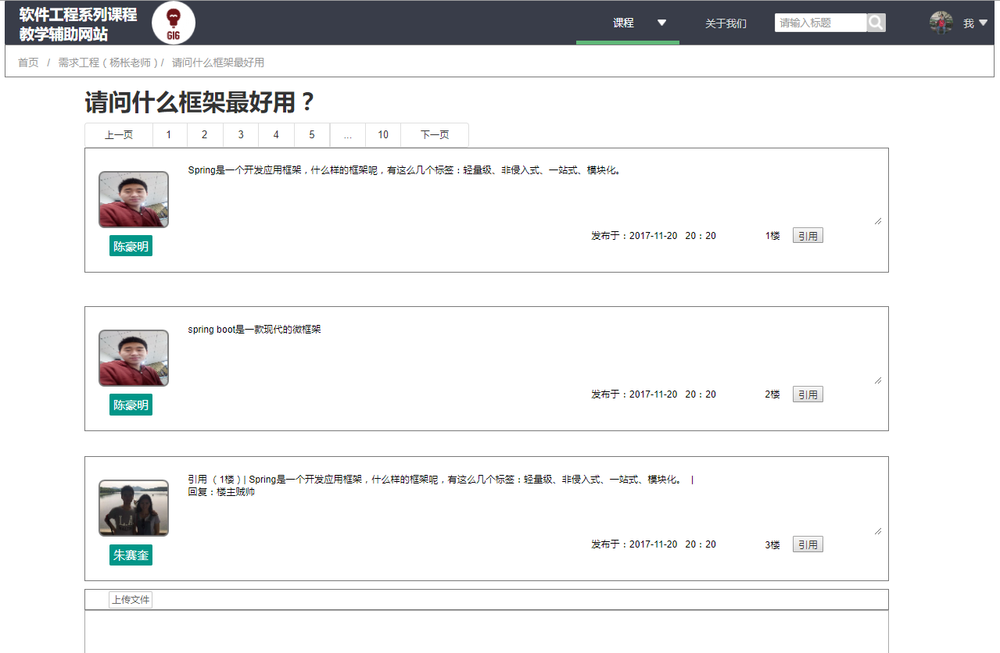 软件工程系列课程
教学辅助网站
G16
课程
关于我们
请输入标题
我
首页 / 需求工程（杨枨老师）/ 请问什么框架最好用
请问什么框架最好用？
上一页 1 2 3 4 5 ... 10 下一页
Spring是一个开发应用框架，什么样的框架呢，有这么几个标签：轻量级、非侵入式、一站式、模块化。
发布于：2017-11-20 20：20 1楼 引用
陈豪明
spring boot是一款现代的微框架
发布于：2017-11-20 20：20 2楼 引用
陈豪明
引用 （1楼）| Spring是一个开发应用框架，什么样的框架呢，有这么几个标签：轻量级、非侵入式、一站式、模块化。 |
回复：楼主贼帅
发布于：2017-11-20 20：20 3楼 引用
朱赛奎
上传文件